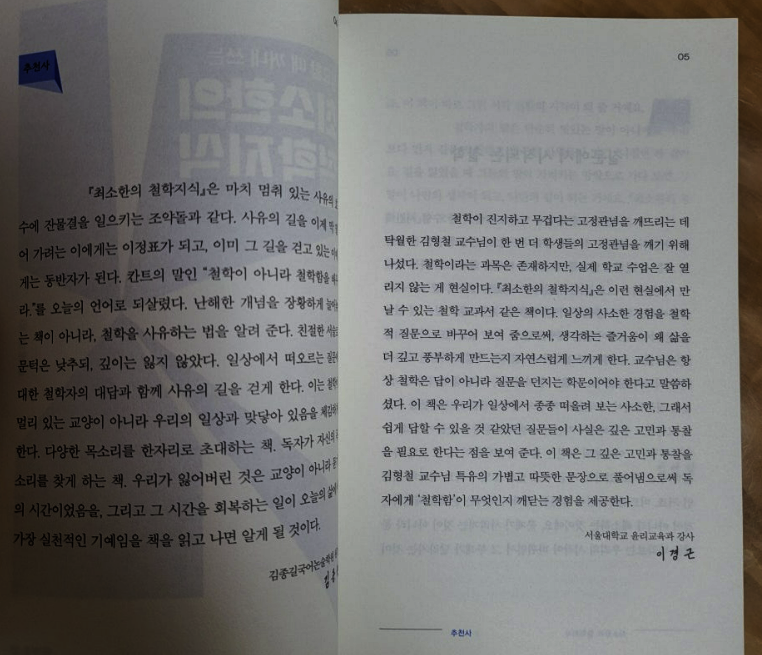 추천사
『최소한의 철학지식』은 마치 멈춰 있는 사유의
수에 잔물결을 일으키는 조약돌과 같다. 사유의 길을 이제 막
어 가려는 이에게는 이정표가 되고, 이미 그 길을 걷고 있는
게는 동반자가 된다. 칸트의 말인 “철학이 아니라 철학함을
라.”를 오늘의 언어로 되살렸다. 난해한 개념을 장황하게
는 책이 아니라, 철학을 사유하는 법을 알려 준다. 친절한
문턱은 낮추되, 깊이는 잃지 않았다. 일상에서 떠오르는
대한 철학자의 대답과 함께 사유의 길을 걷게 한다. 이는
멀리 있는 교양이 아니라 우리의 일상과 맞닿아 있음을
한다. 다양한 목소리를 한자리로 초대하는 책. 독자가 자신의
소리를 찾게 하는 책. 우리가 잃어버린 것은 교양이 아니라
의 시간이었음을, 그리고 그 시간을 회복하는 일이 오늘의
가장 실천적인 기예임을 책을 읽고 나면 알게 될 것이다.
김종길국어논술학원
05
철학이 진지하고 무겁다는 고정관념을 깨뜨리는 데
탁월한 김형철 교수님이 한 번 더 학생들의 고정관념을 깨기 위해
나섰다. 철학이라는 과목은 존재하지만, 실제 학교 수업은 잘 열
리지 않는 게 현실이다. 『최소한의 철학지식』은 이런 현실에서 만
날 수 있는 철학 교과서 같은 책이다. 일상의 사소한 경험을 철학
적 질문으로 바꾸어 보여 줌으로써, 생각하는 즐거움이 왜 삶을
더 깊고 풍부하게 만드는지 자연스럽게 느끼게 한다. 교수님은 항
상 철학은 답이 아니라 질문을 던지는 학문이어야 한다고 말씀하
셨다. 이 책은 우리가 일상에서 종종 떠올려 보는 사소한, 그래서
쉽게 답할 수 있을 것 같았던 질문들이 사실은 깊은 고민과 통찰
을 필요로 한다는 점을 보여 준다. 이 책은 그 깊은 고민과 통찰을
김형철 교수님 특유의 가볍고 따뜻한 문장으로 풀어냄으로써 독
자에게 ‘철학함’이 무엇인지 깨닫는 경험을 제공한다.
서울대학교 윤리교육과 강사
이경근
추천사